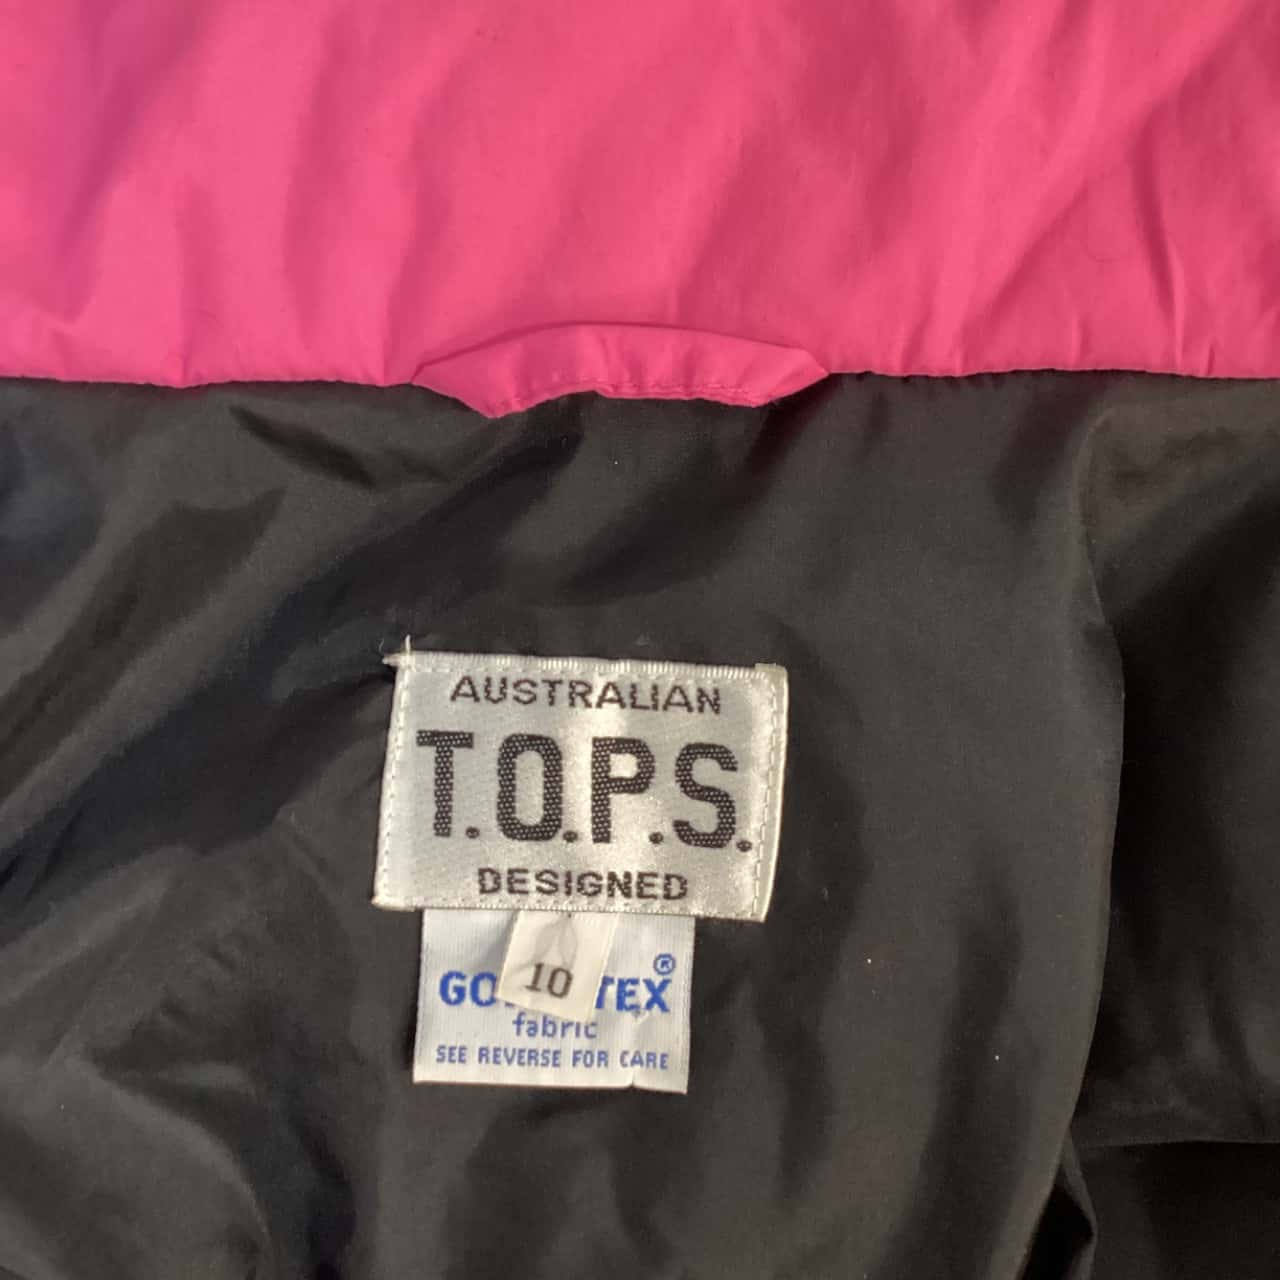 AUSTRALIAN
T.O.P.S.
DESIGNED
10
GO TEX®
fabric
SEE REVERSE FOR CARE